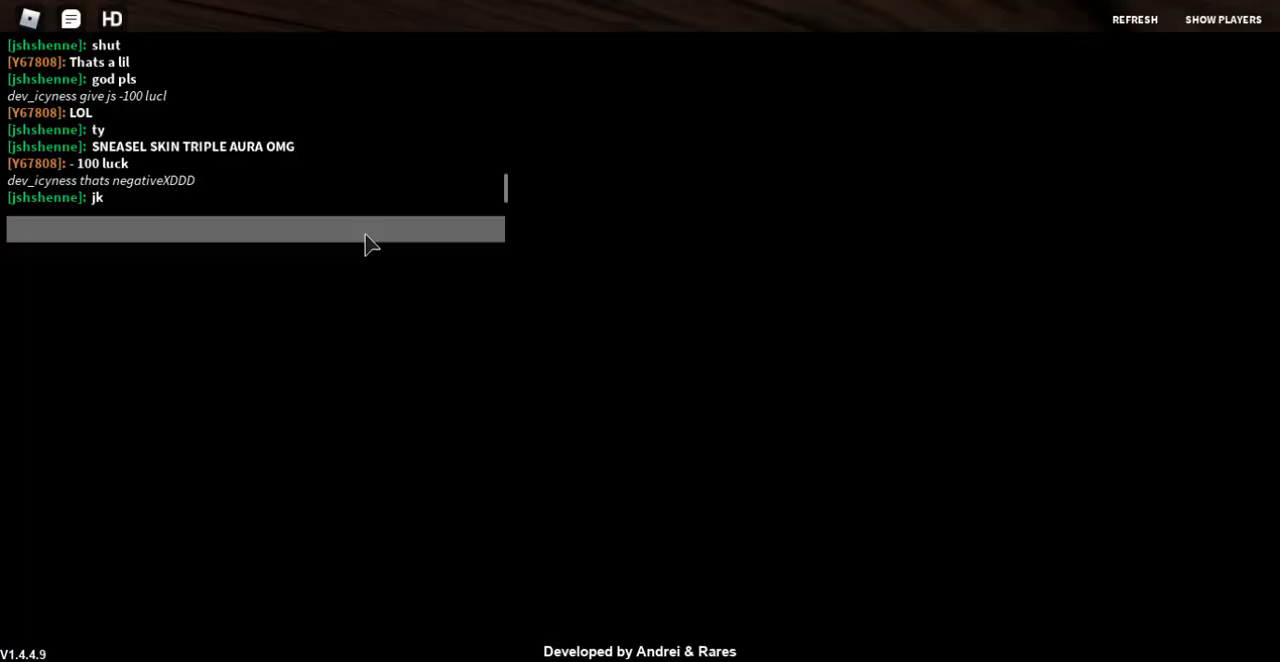 HD
REFRESH
SHOW PLAYERS
[jshshenne]: shut
[Y67808]: Thats a lil
[jshshenne]: god pls
dev_icyness give js -100 lucl
[Y67808]: LOL
[jshshenne]: ty
[jshshenne]: SNEASEL SKIN TRIPLE AURA OMG
[Y67808]: - 100 luck
dev_icyness thats negativeXDDD
[jshshenne]: jk
V1.4.4.9
Developed by Andrei & Rares